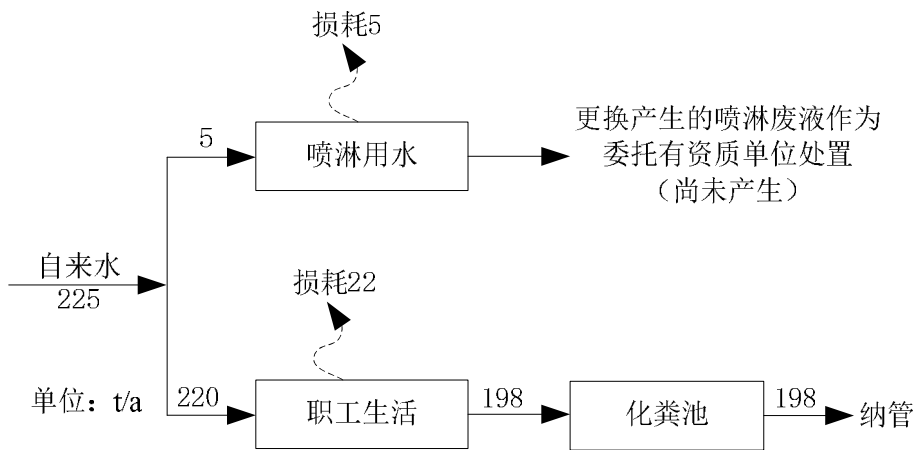 损耗5
5
喷淋用水
更换产生的喷淋废液作为
委托有资质单位处置
（尚未产生）
自来水
225
损耗22
单位：t/a
220
职工生活
198
化粪池
198
纳管